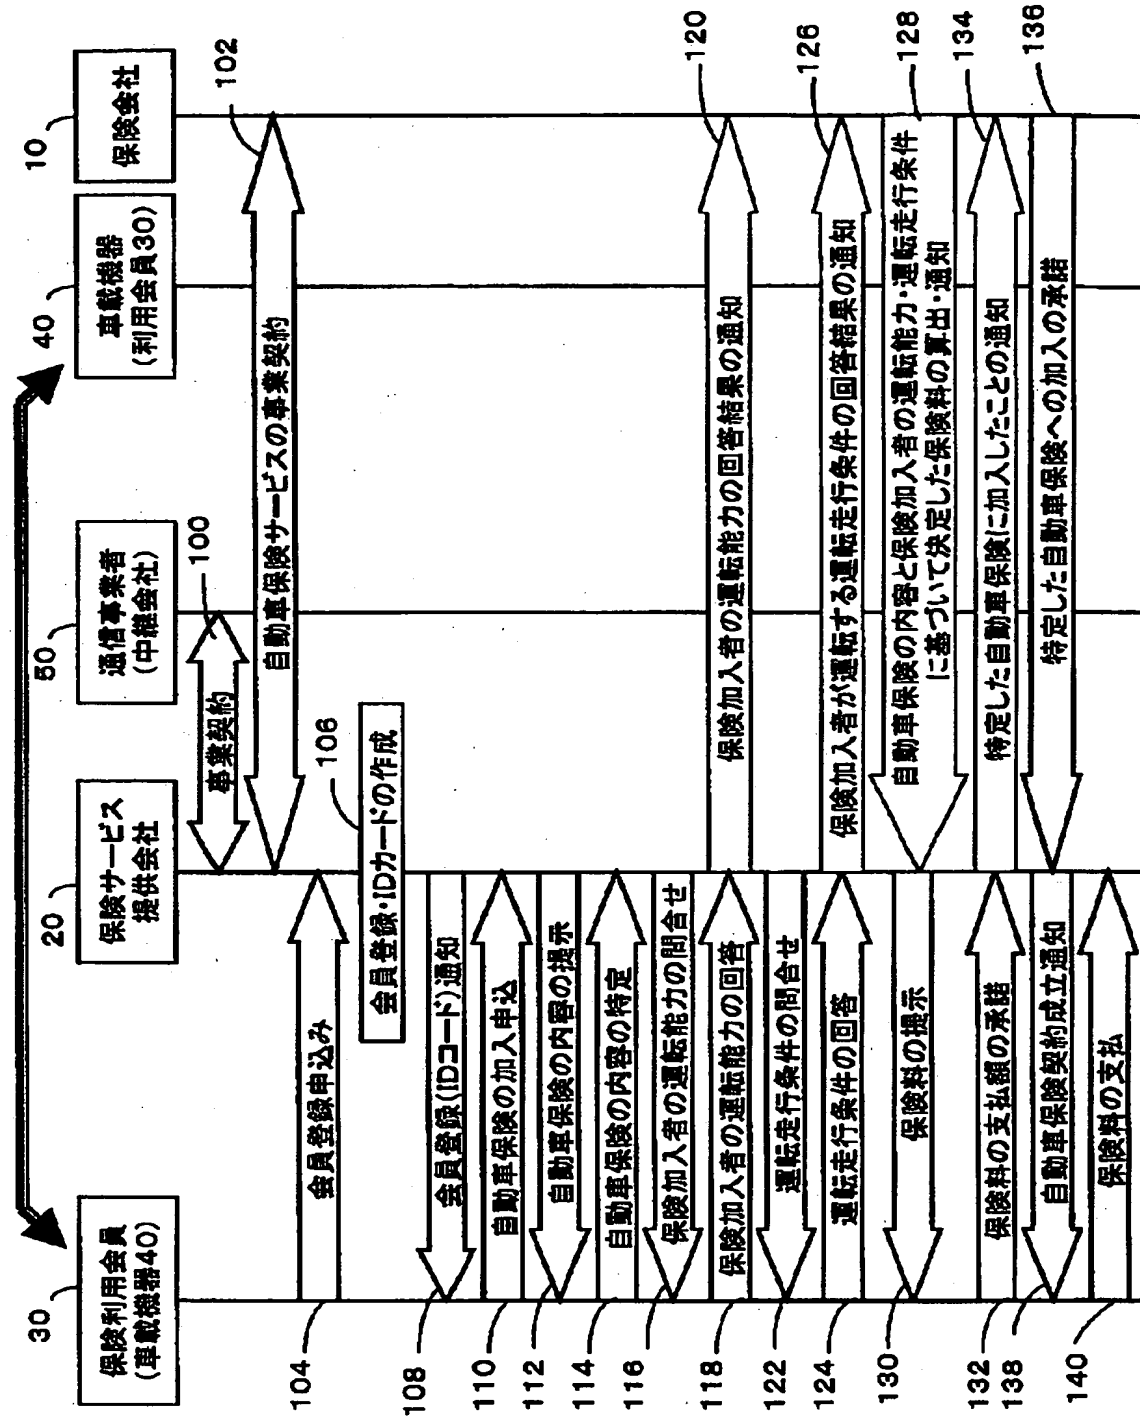 30
保険利用会員
(車載機器40)
20
保険サービス
提供会社
50
通信事業者
(中継会社)
40
車載機器
(利用会員30)
10
保険会社
事業契約
100
自動車保険サービスの事業契約
102
104
会員登録申込み
会員登録・IDカードの作成
106
108
会員登録(IDコード)通知
110
自動車保険の加入申込
112
自動車保険の内容の提示
114
自動車保険の内容の特定
116
保険加入者の運転能力の問合せ
118
保険加入者の運転能力の回答
保険加入者の運転能力の回答結果の通知
120
122
運転走行条件の問合せ
124
運転走行条件の回答
保険加入者が運転する運転走行条件の回答結果の通知
126
自動車保険の内容と保険加入者の運転能力・運転走行条件
に基づいて決定した保険料の算出・通知
128
130
保険料の提示
132
保険料の支払額の承諾
特定した自動車保険に加入したことの通知
134
特定した自動車保険への加入の承諾
136
138
自動車保険契約成立通知
140
保険料の支払